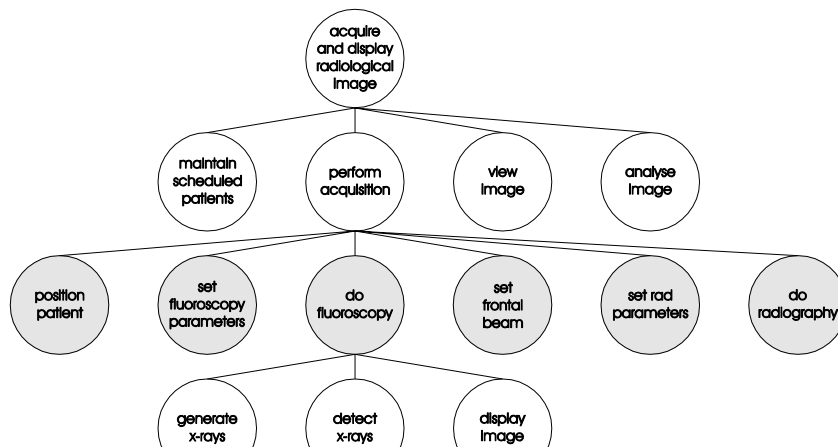 acquire
and display
radiological
image
maintain
scheduled
patients
perform
acquisition
view
image
analyse
image
position
patient
set
fluoroscopy
parameters
do
fluoroscopy
set
frontal
beam
set rad
parameters
do
radiography
generate
x-rays
detect
x-rays
display
image